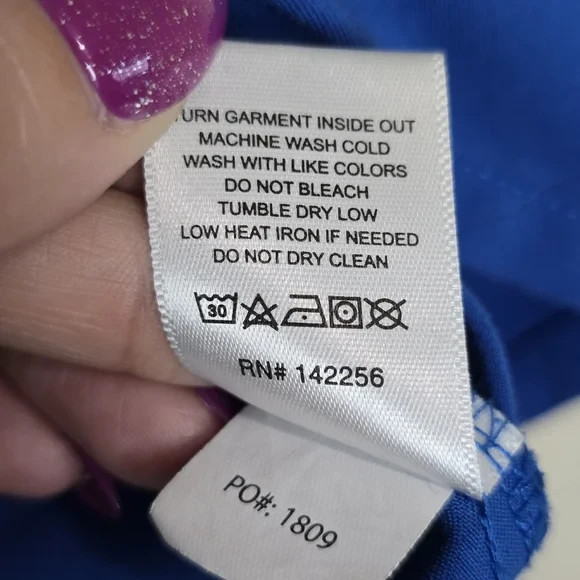 TURN GARMENT INSIDE OUT
MACHINE WASH COLD
WASH WITH LIKE COLORS
DO NOT BLEACH
TUMBLE DRY LOW
LOW HEAT IRON IF NEEDED
DO NOT DRY CLEAN
30
RN# 142256
PO#: 1809